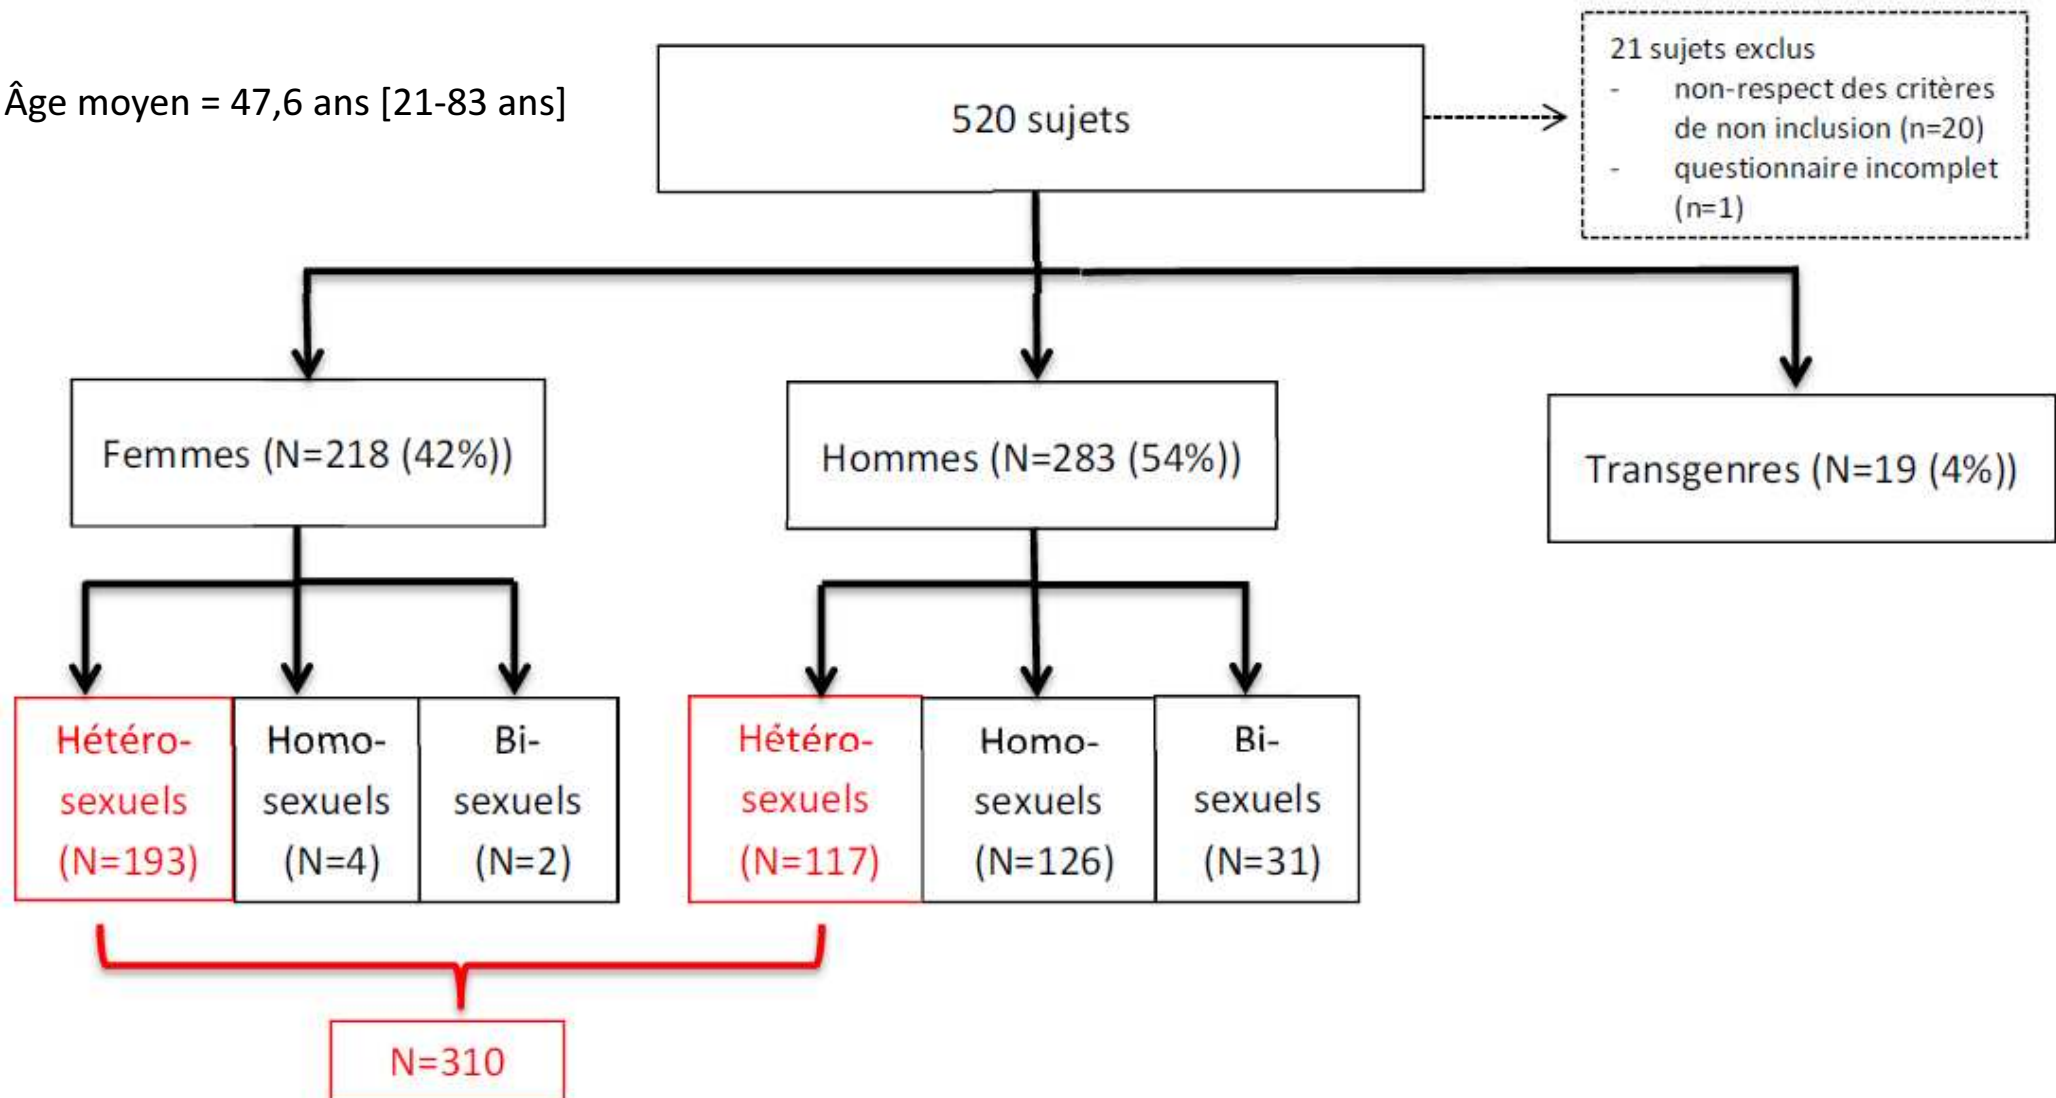 Âge moyen = 47,6 ans [21-83 ans]
520 sujets
21 sujets exclus
- non-respect des critères
de non inclusion (n=20)
- questionnaire incomplet
(n=1)
Femmes (N=218 (42%))
Hommes (N=283 (54%))
Transgenres (N=19 (4%))
Hétéro-
sexuels
(N=193)
Homo-
sexuels
(N=4)
Bi-
sexuels
(N=2)
Hétéro-
sexuels
(N=117)
Homo-
sexuels
(N=126)
Bi-
sexuels
(N=31)
N=310